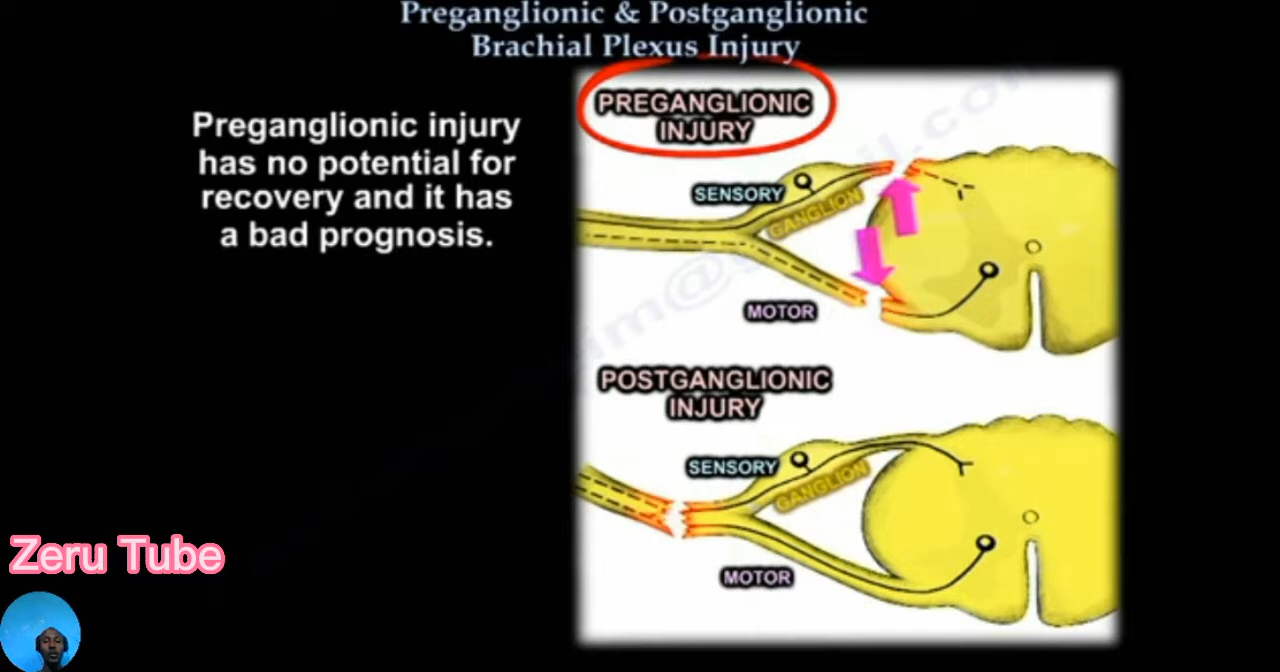 Preganglionic & Postganglionic
Brachial Plexus Injury
Preganglionic injury
has no potential for
recovery and it has
a bad prognosis.
PREGANGLIONIC
INJURY
SENSORY
GANGLION
MOTOR
POSTGANGLIONIC
INJURY
SENSORY
GANGLION
MOTOR
Zeru Tube